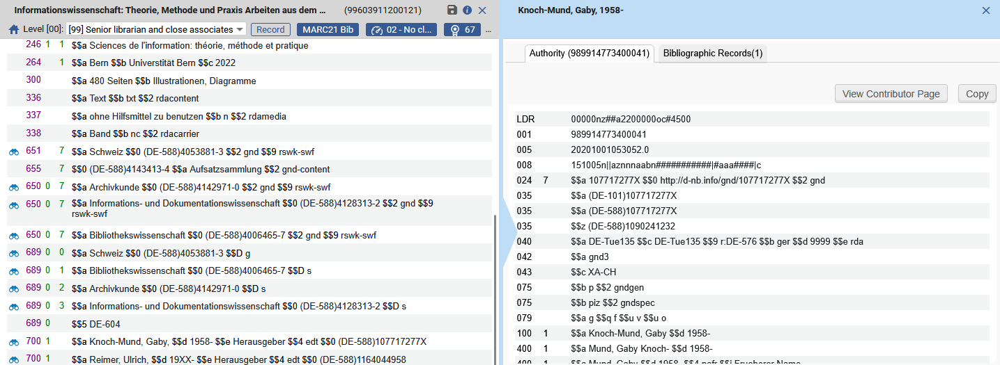 Informationswissenschaft: Theorie, Methode und Praxis Arbeiten aus dem ... (99603911200121)
Level [00]: [99] Senior librarian and close associates Record MARC21 Bib 02 - No cl... 67 ...
246 1 1 $$a Sciences de l'information: théorie, méthode et pratique
264 1 $$a Bern $$b Universtität Bern $$c 2022
300 $$a 480 Seiten $$b Illustrationen, Diagramme
336 $$a Text $$b txt $$2 rdacontent
337 $$a ohne Hilfsmittel zu benutzen $$b n $$2 rdamedia
338 $$a Band $$b nc $$2 rdacarrier
651 7 $$a Schweiz $$0 (DE-588)4053881-3 $$2 gnd $$9 rswk-swf
655 7 $$0 (DE-588)4143413-4 $$a Aufsatzsammlung $$2 gnd-content
650 0 7 $$a Archivkunde $$0 (DE-588)4142971-0 $$2 gnd $$9 rswk-swf
650 0 7 $$a Informations- und Dokumentationswissenschaft $$0 (DE-588)4128313-2 $$2 gnd $$9
rswk-swf
650 0 7 $$a Bibliothekswissenschaft $$0 (DE-588)4006465-7 $$2 gnd $$9 rswk-swf
689 0 0 $$a Schweiz $$0 (DE-588)4053881-3 $$D g
689 0 1 $$a Bibliothekswissenschaft $$0 (DE-588)4006465-7 $$D s
689 0 2 $$a Archivkunde $$0 (DE-588)4142971-0 $$D s
689 0 3 $$a Informations- und Dokumentationswissenschaft $$0 (DE-588)4128313-2 $$D s
689 0 $$5 DE-604
700 1 $$a Knoch-Mund, Gaby, $$d 1958- $$e Herausgeber $$4 edt $$0 (DE-588)107717277X
700 1 $$a Reimer, Ulrich, $$d 19XX- $$e Herausgeber $$4 edt $$0 (DE-588)1164044958
Knoch-Mund, Gaby, 1958-
Authority (989914773400041) Bibliographic Records(1)
View Contributor Page Copy
LDR 00000nz##a2200000oc#4500
001 989914773400041
005 20201001053052.0
008 151005n||aznnnaabn###########|#aaa####|c
024 7 $$a 107717277X $$0 http://d-nb.info/gnd/107717277X $$2 gnd
035 $$a (DE-101)107717277X
035 $$a (DE-588)107717277X
035 $$z (DE-588)1090241232
040 $$a DE-Tue135 $$c DE-Tue135 $$9 r:DE-576 $$b ger $$d 9999 $$e rda
042 $$a gnd3
043 $$c XA-CH
075 $$b p $$2 gndgen
075 $$b piz $$2 gndspec
079 $$a g $$q f $$u v $$u o
100 1 $$a Knoch-Mund, Gaby $$d 1958-
400 1 $$a Mund, Gaby Knoch- $$d 1958-
400 1 $$a Mund, Gaby $$d 1958- $$4 nafr $$i Frueherer Name